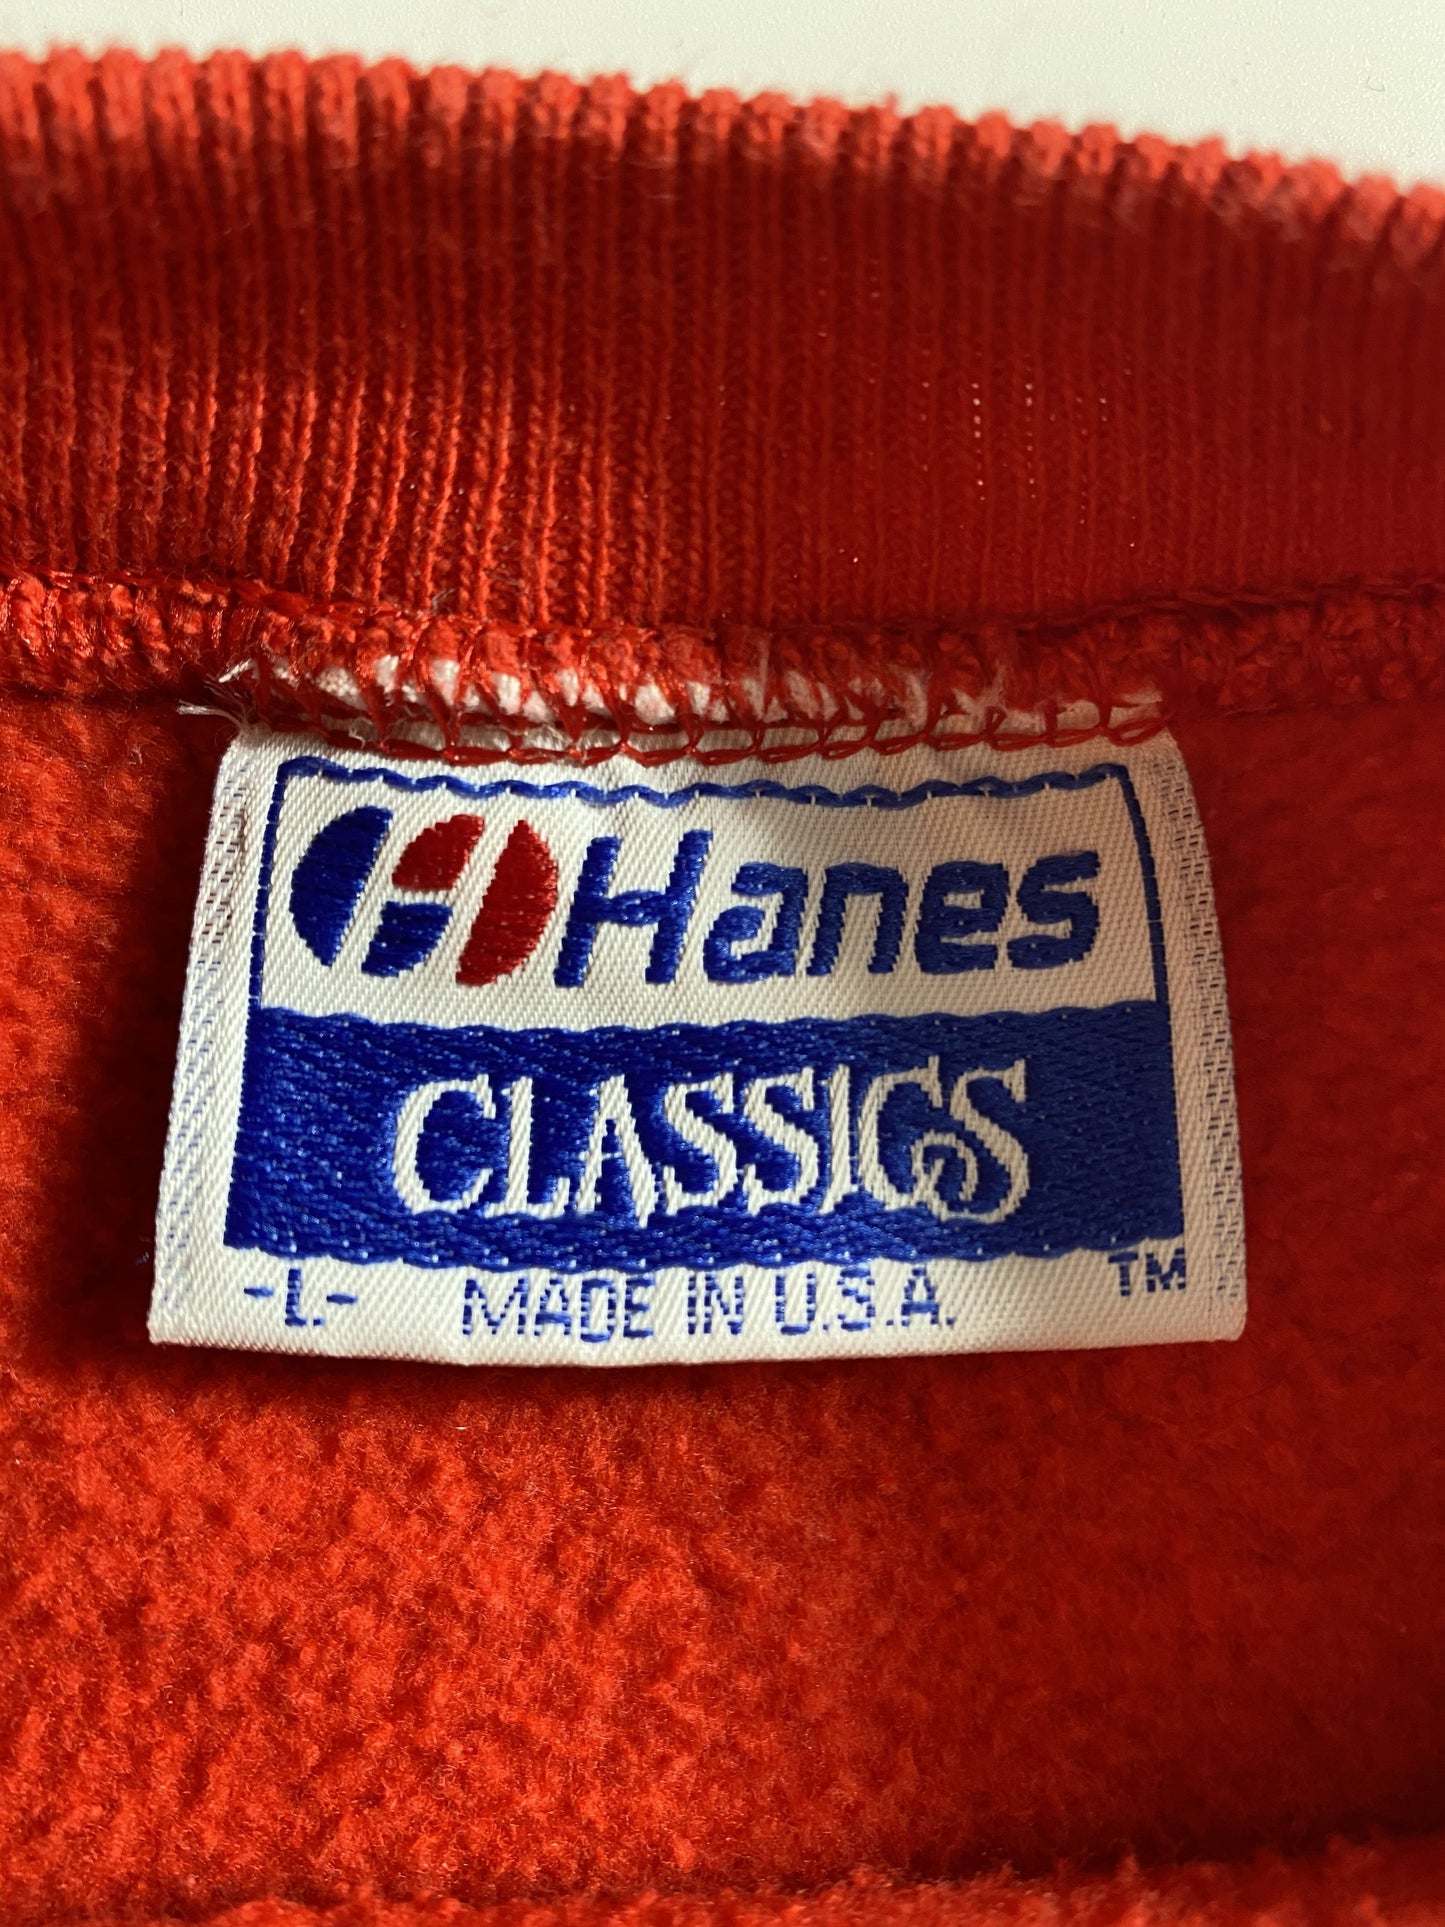 Hanes
CLASSICS
TM
-L- MADE IN U.S.A.